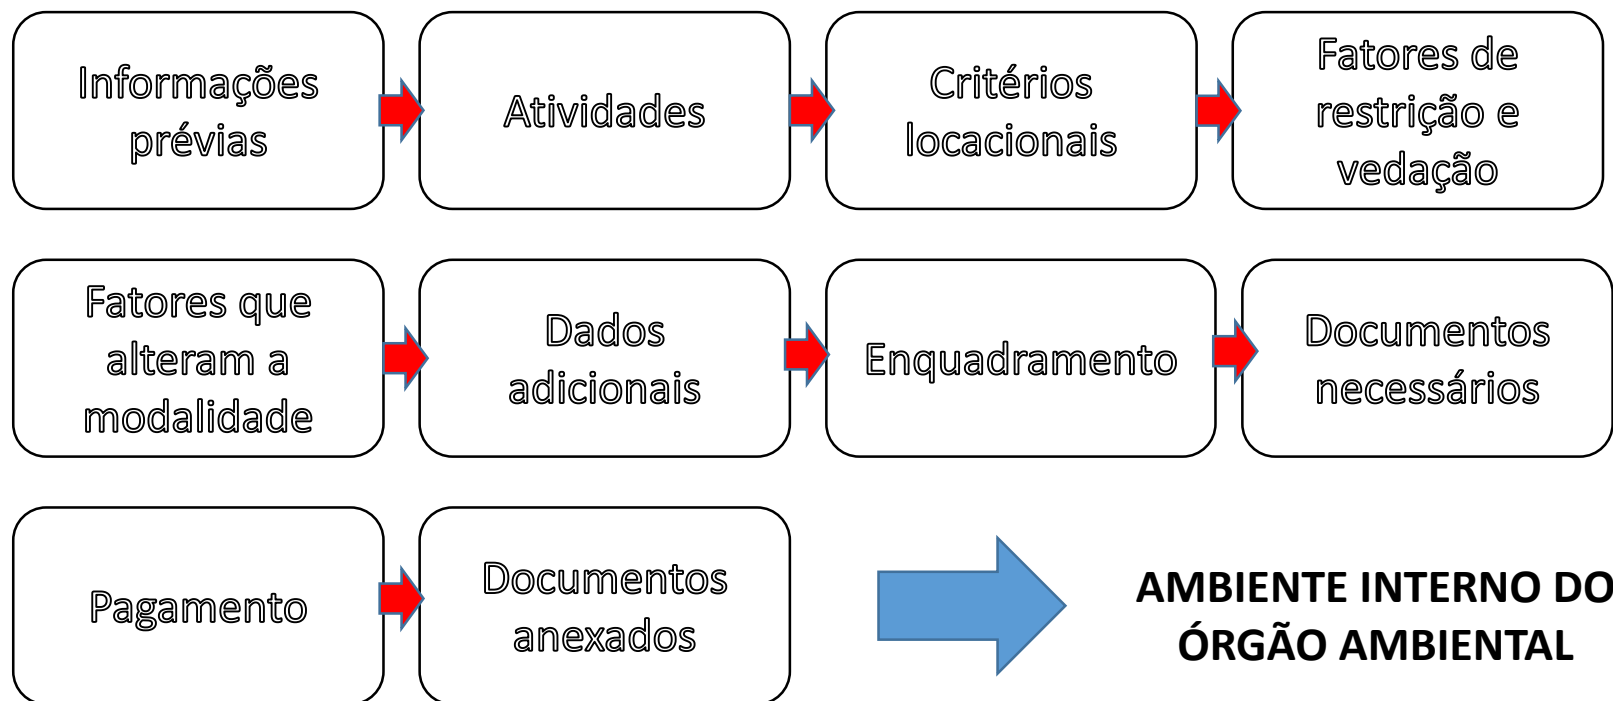 Informações
prévias
Atividades
Critérios
locacionais
Fatores de
restrição e
vedação
Fatores que
alteram a
modalidade
Dados
adicionais
Enquadramento
Documentos
necessários
Pagamento
Documentos
anexados
AMBIENTE INTERNO DO
ÓRGÃO AMBIENTAL